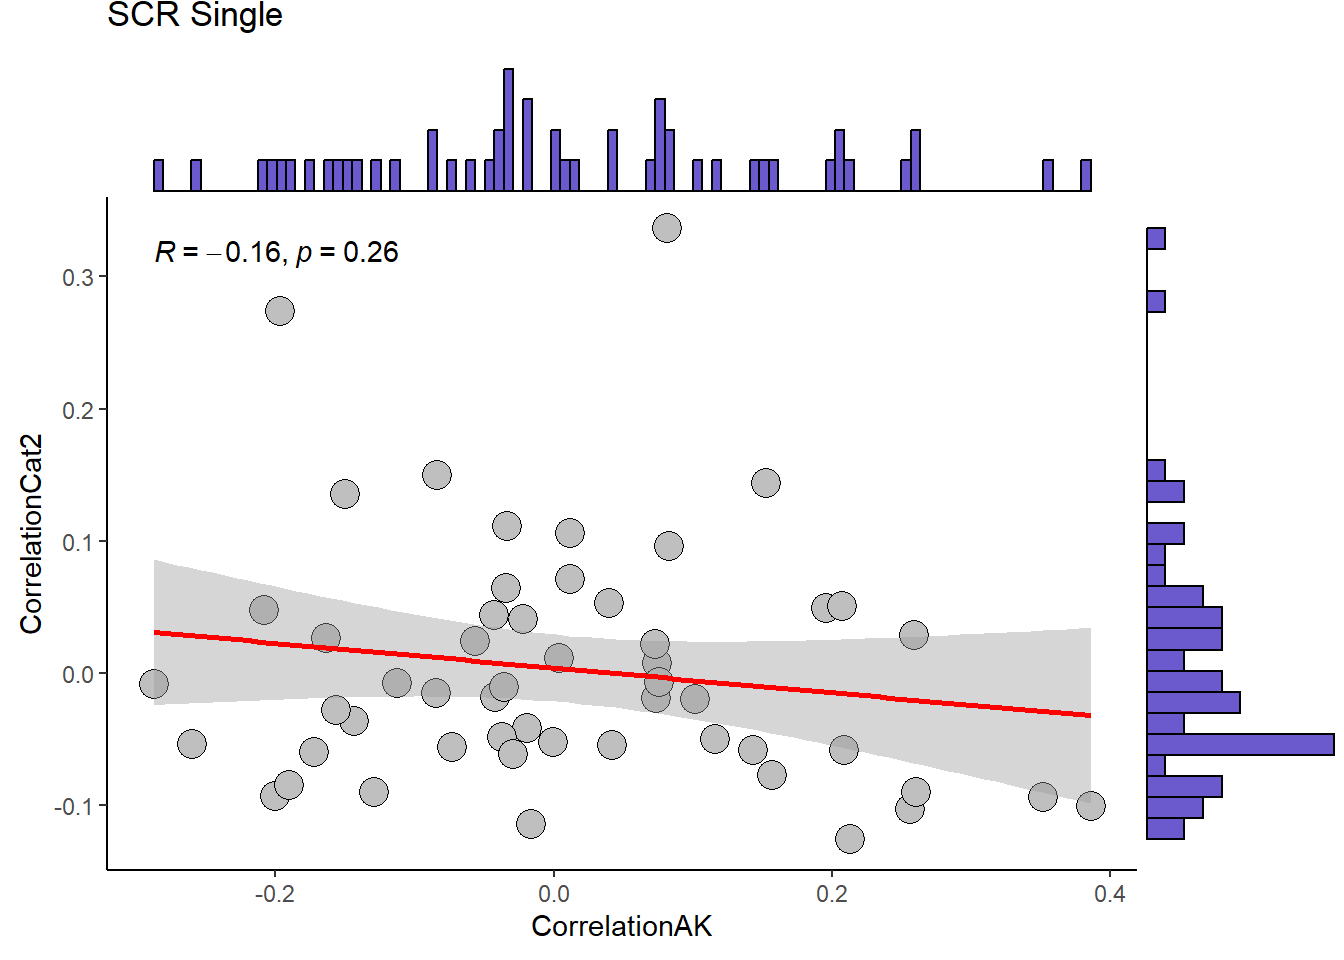 SCR Single
R = −0.16, p = 0.26
0.3
0.2
0.1
0.0
-0.1
CorrelationCat2
-0.2
0.0
0.2
0.4
CorrelationAK